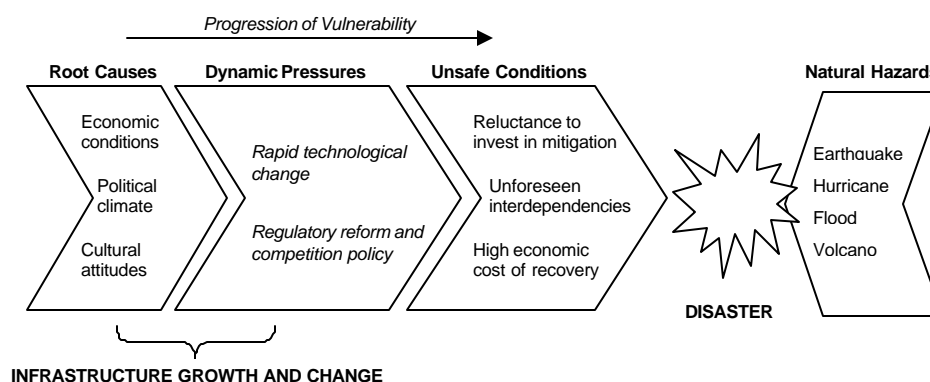 Progression of Vulnerability
Root Causes
Economic
conditions
Political
climate
Cultural
attitudes
Dynamic Pressures
Rapid technological
change
Regulatory reform and
competition policy
Unsafe Conditions
Reluctance to
invest in mitigation
Unforeseen
interdependencies
High economic
cost of recovery
DISASTER
Natural Hazards
Earthquake
Hurricane
Flood
Volcano
INFRASTRUCTURE GROWTH AND CHANGE